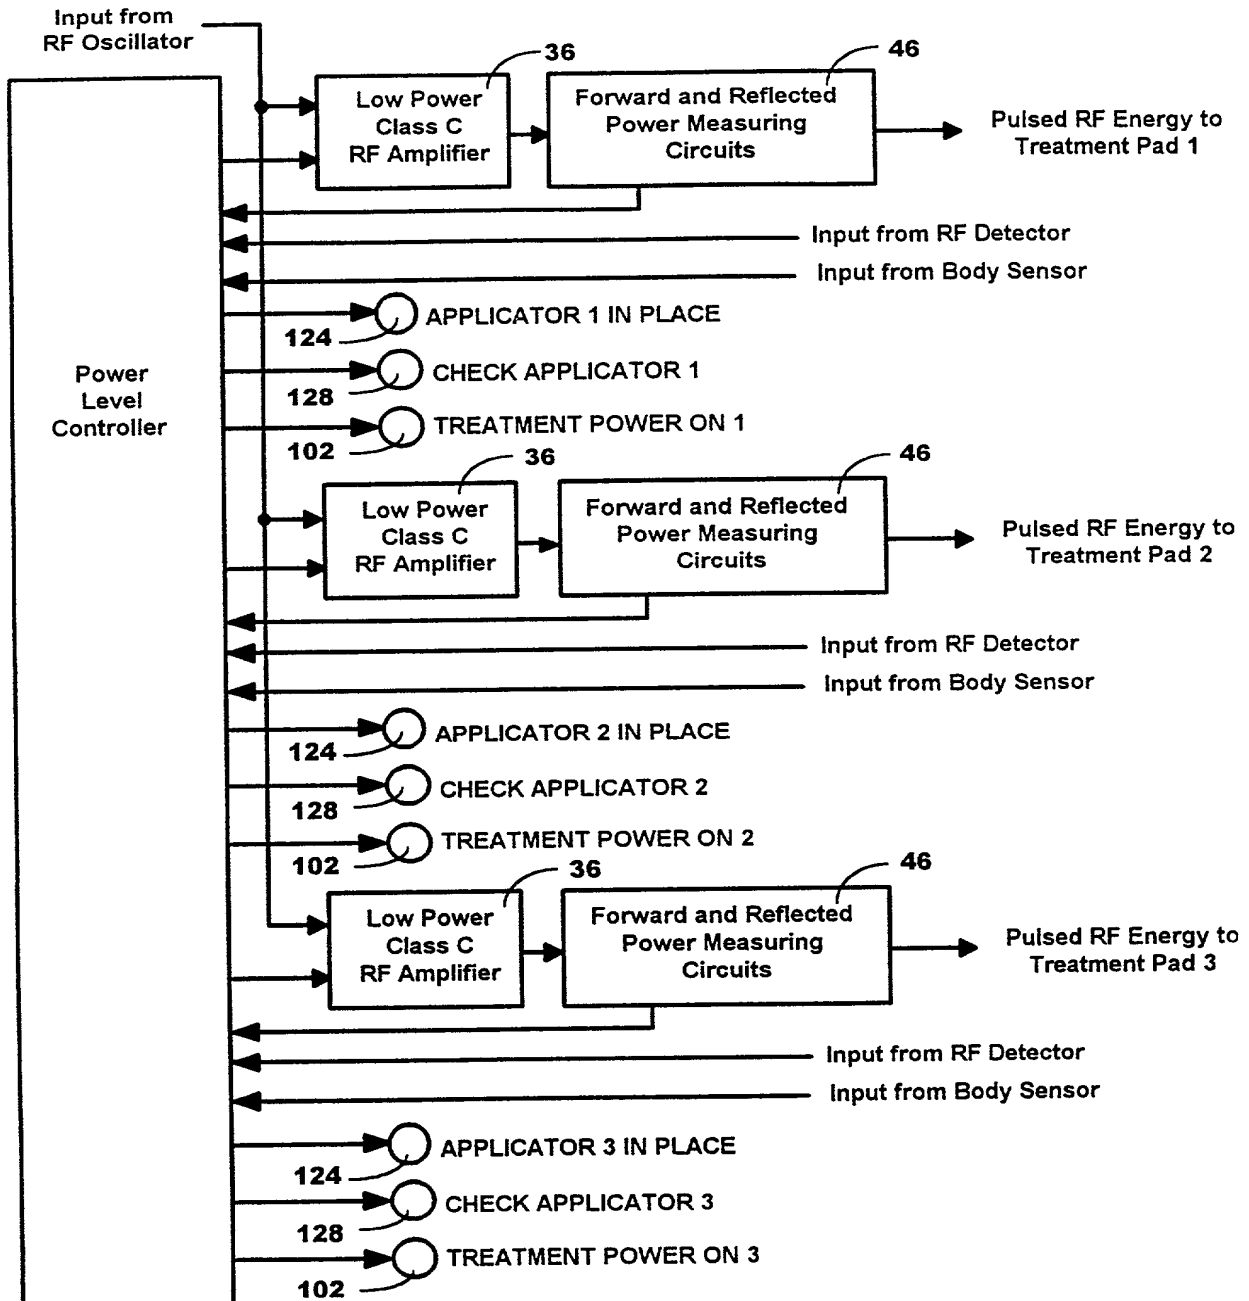 Input from
RF Oscillator
36
46
Low Power
Class C
RF Amplifier
Forward and Reflected
Power Measuring
Circuits
Pulsed RF Energy to
Treatment Pad 1
Input from RF Detector
Input from Body Sensor
124
APPLICATOR 1 IN PLACE
Power
Level
Controller
128
CHECK APPLICATOR 1
102
TREATMENT POWER ON 1
36
46
Low Power
Class C
RF Amplifier
Forward and Reflected
Power Measuring
Circuits
Pulsed RF Energy to
Treatment Pad 2
Input from RF Detector
Input from Body Sensor
124
APPLICATOR 2 IN PLACE
128
CHECK APPLICATOR 2
102
TREATMENT POWER ON 2
36
46
Low Power
Class C
RF Amplifier
Forward and Reflected
Power Measuring
Circuits
Pulsed RF Energy to
Treatment Pad 3
Input from RF Detector
Input from Body Sensor
124
APPLICATOR 3 IN PLACE
128
CHECK APPLICATOR 3
102
TREATMENT POWER ON 3